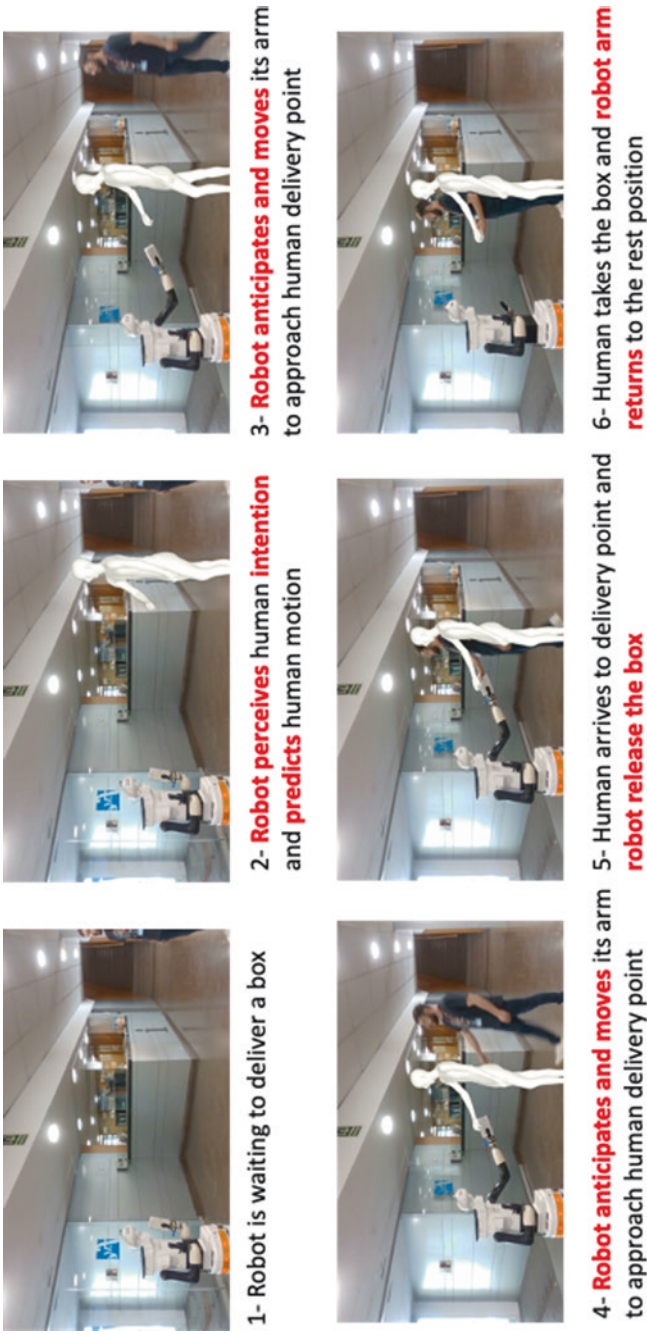 1- Robot is waiting to deliver a box
2- Robot perceives human intention
and predicts human motion
3- Robot anticipates and moves its arm
to approach human delivery point
4- Robot anticipates and moves its arm
to approach human delivery point
5- Human arrives to delivery point and
robot release the box
6- Human takes the box and robot arm
returns to the rest position